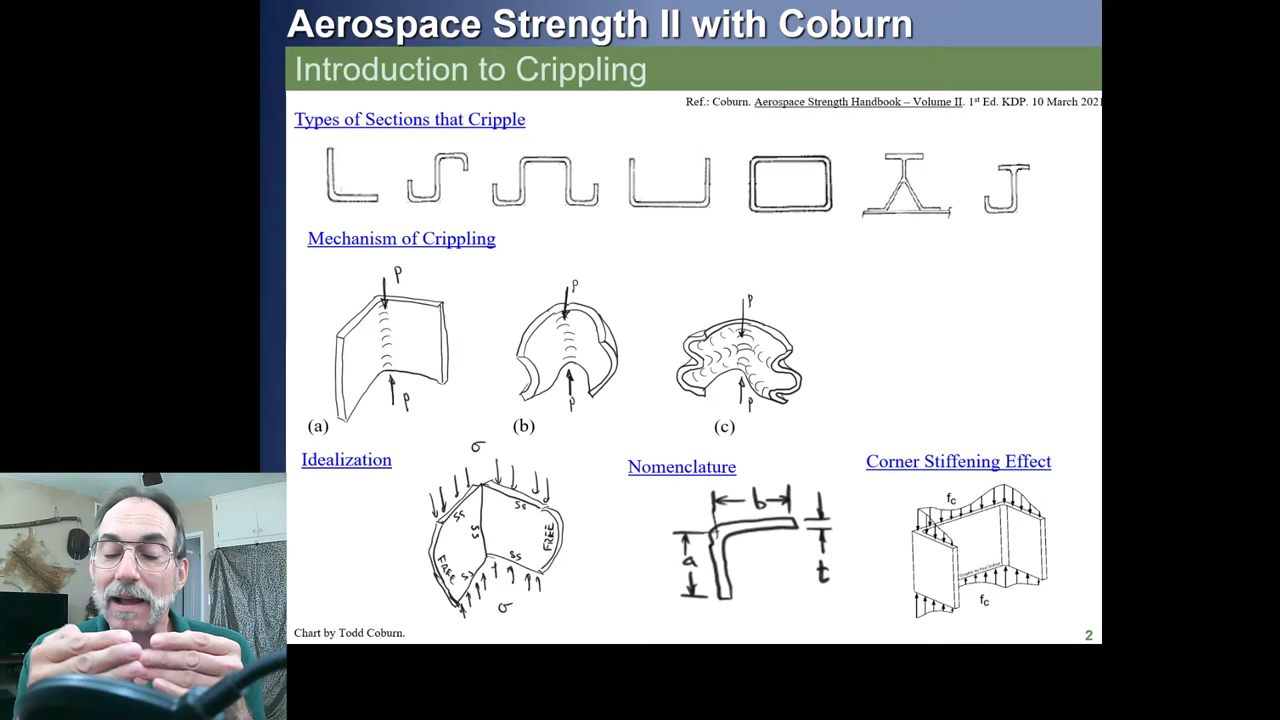 Aerospace Strength II with Coburn
Introduction to Crippling
Ref.: Coburn. Aerospace Strength Handbook – Volume II. 1st Ed. KDP. 10 March 2021
Types of Sections that Cripple
Mechanism of Crippling
P P P
P P P
(a) (b) (c)
Idealization
Nomenclature
Corner Stiffening Effect
σ
SS SS
SS
FREE FREE
SS SS
σ
b
a
t
fc
fc
Chart by Todd Coburn.
2